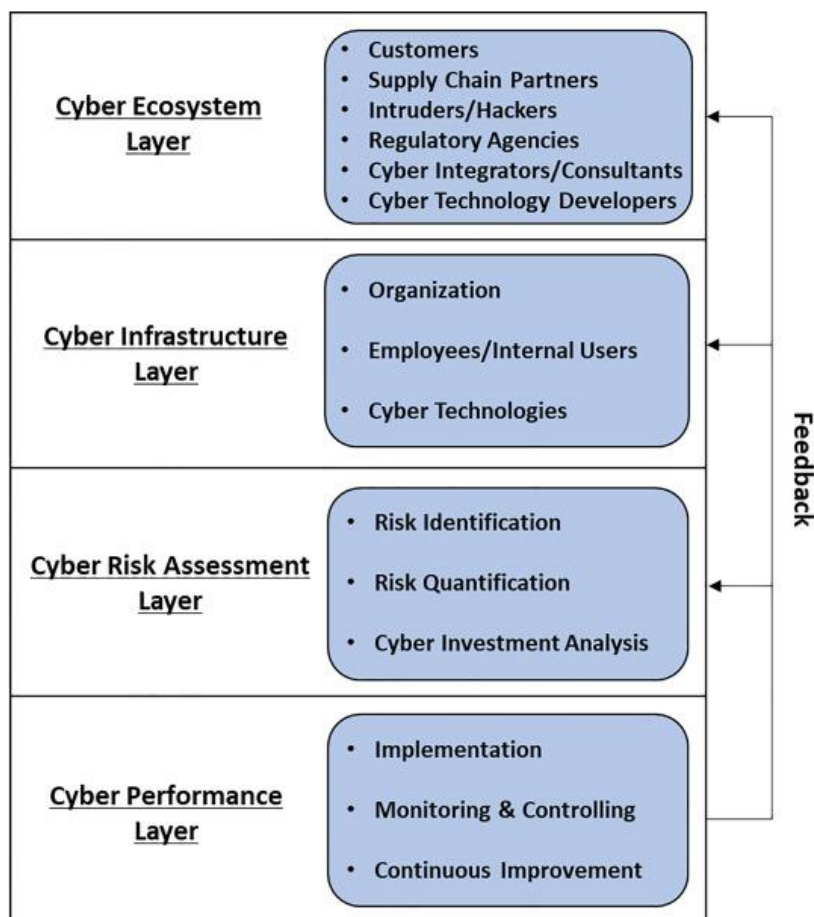 Cyber Ecosystem
Layer
• Customers
• Supply Chain Partners
• Intruders/Hackers
• Regulatory Agencies
• Cyber Integrators/Consultants
• Cyber Technology Developers
Cyber Infrastructure
Layer
• Organization
• Employees/Internal Users
• Cyber Technologies
Cyber Risk Assessment
Layer
• Risk Identification
• Risk Quantification
• Cyber Investment Analysis
Cyber Performance
Layer
• Implementation
• Monitoring & Controlling
• Continuous Improvement
Feedback